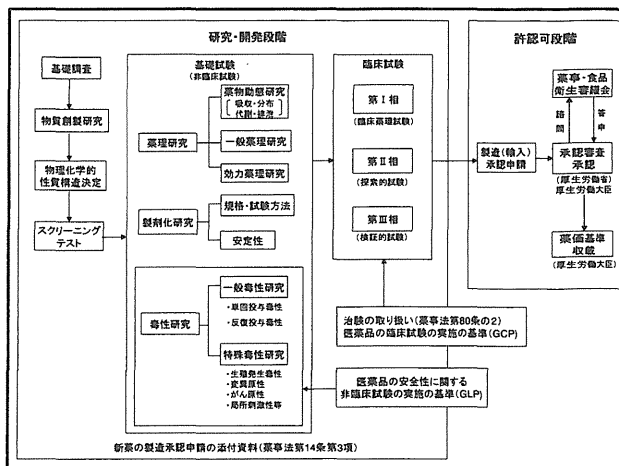 研究・開発段階
許認可段階
基礎調査
物質創製研究
物理化学的
性質構造決定
スクリーニング
テスト
基礎試験
(非臨床試験)
薬理研究
薬物動態研究
吸収・分布
代謝・排泄
一般薬理研究
効力薬理研究
製剤化研究
規格・試験方法
安定性
毒性研究
一般毒性研究
・単回投与毒性
・反復投与毒性
特殊毒性研究
・生殖発生毒性
・変異原性
・がん原性
・局所刺激性等
臨床試験
第Ⅰ相
(臨床薬理試験)
第Ⅱ相
(探索的試験)
第Ⅲ相
(検証的試験)
製造(輸入)
承認申請
薬事・食品
衛生審議会
諮問
答申
承認審査
承認
(厚生労働省)
厚生労働大臣
薬価基準
収載
(厚生労働大臣)
治験の取り扱い(薬事法第80条の2)
医薬品の臨床試験の実施の基準(GCP)
医薬品の安全性に関する
非臨床試験の実施の基準(GLP)
新薬の製造承認申請の添付資料(薬事法第14条第3項)